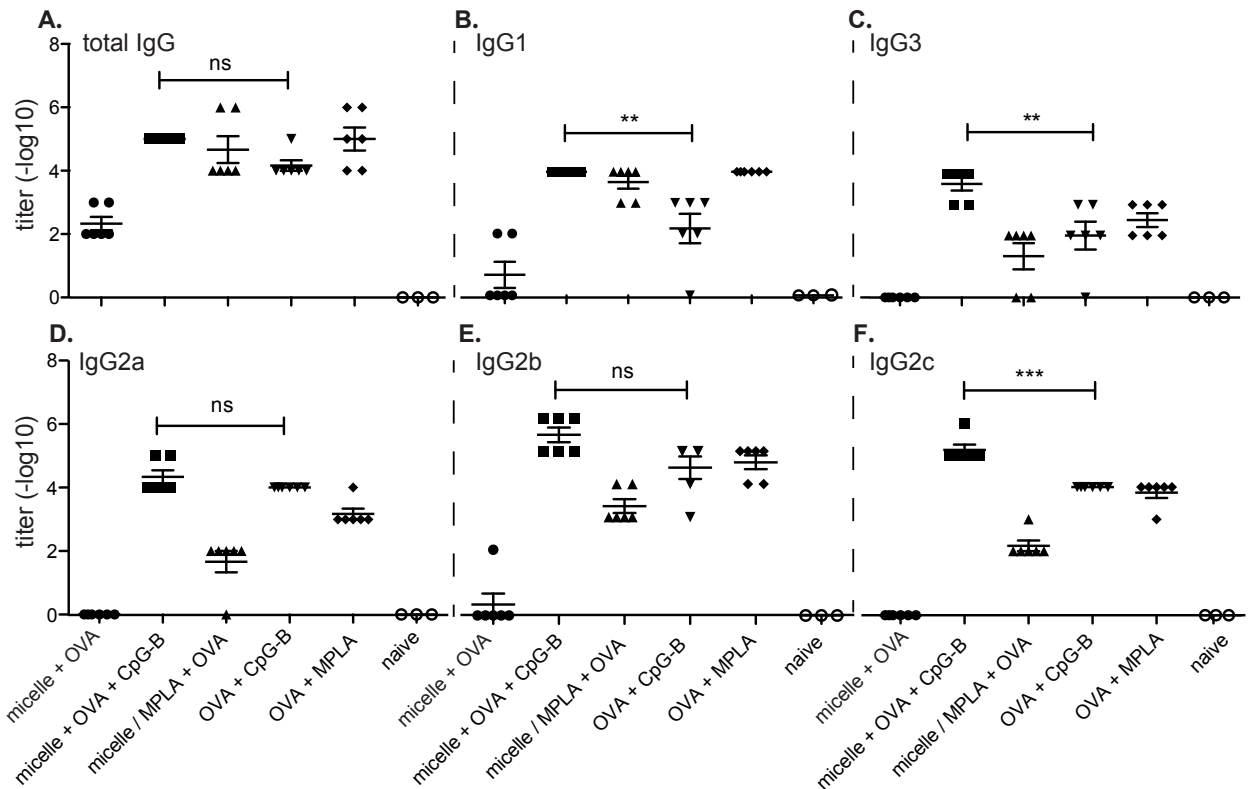 A.
total IgG
ns
8
6
4
2
0
titer (-log10)
B.
IgG1
**
C.
IgG3
**
D.
IgG2a
ns
8
6
4
2
0
titer (-log10)
E.
IgG2b
ns
F.
IgG2c
***
micelle + OVA
micelle + OVA + CpG-B
micelle / MPLA + OVA
OVA + CpG-B
OVA + MPLA
naive
micelle + OVA
micelle + OVA + CpG-B
micelle / MPLA + OVA
OVA + CpG-B
OVA + MPLA
naive
micelle + OVA
micelle + OVA + CpG-B
micelle / MPLA + OVA
OVA + CpG-B
OVA + MPLA
naive